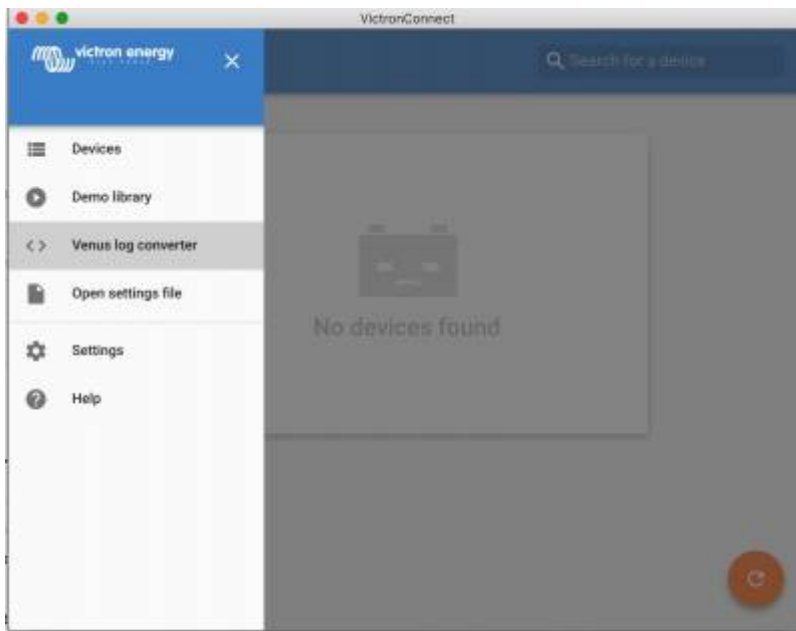 VictronConnect
victron energy
Search for a device
Devices
Demo library
Venus log converter
Open settings file
No devices found
Settings
Help